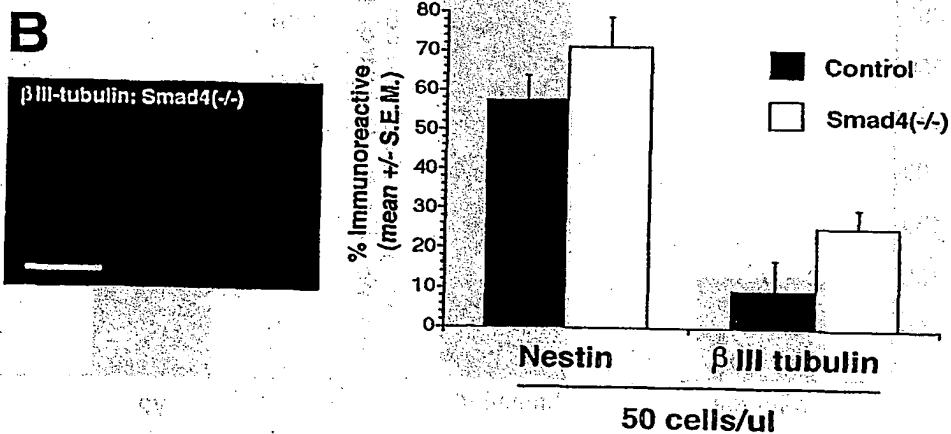 B
βIII-tubulin: Smad4(-/-)
% Immunoreactive
(mean +/- S.E.M.)
80
70
60
50
40
30
20
10
0
Control
Smad4(-/-)
Nestin
β III tubulin
50 cells/ul